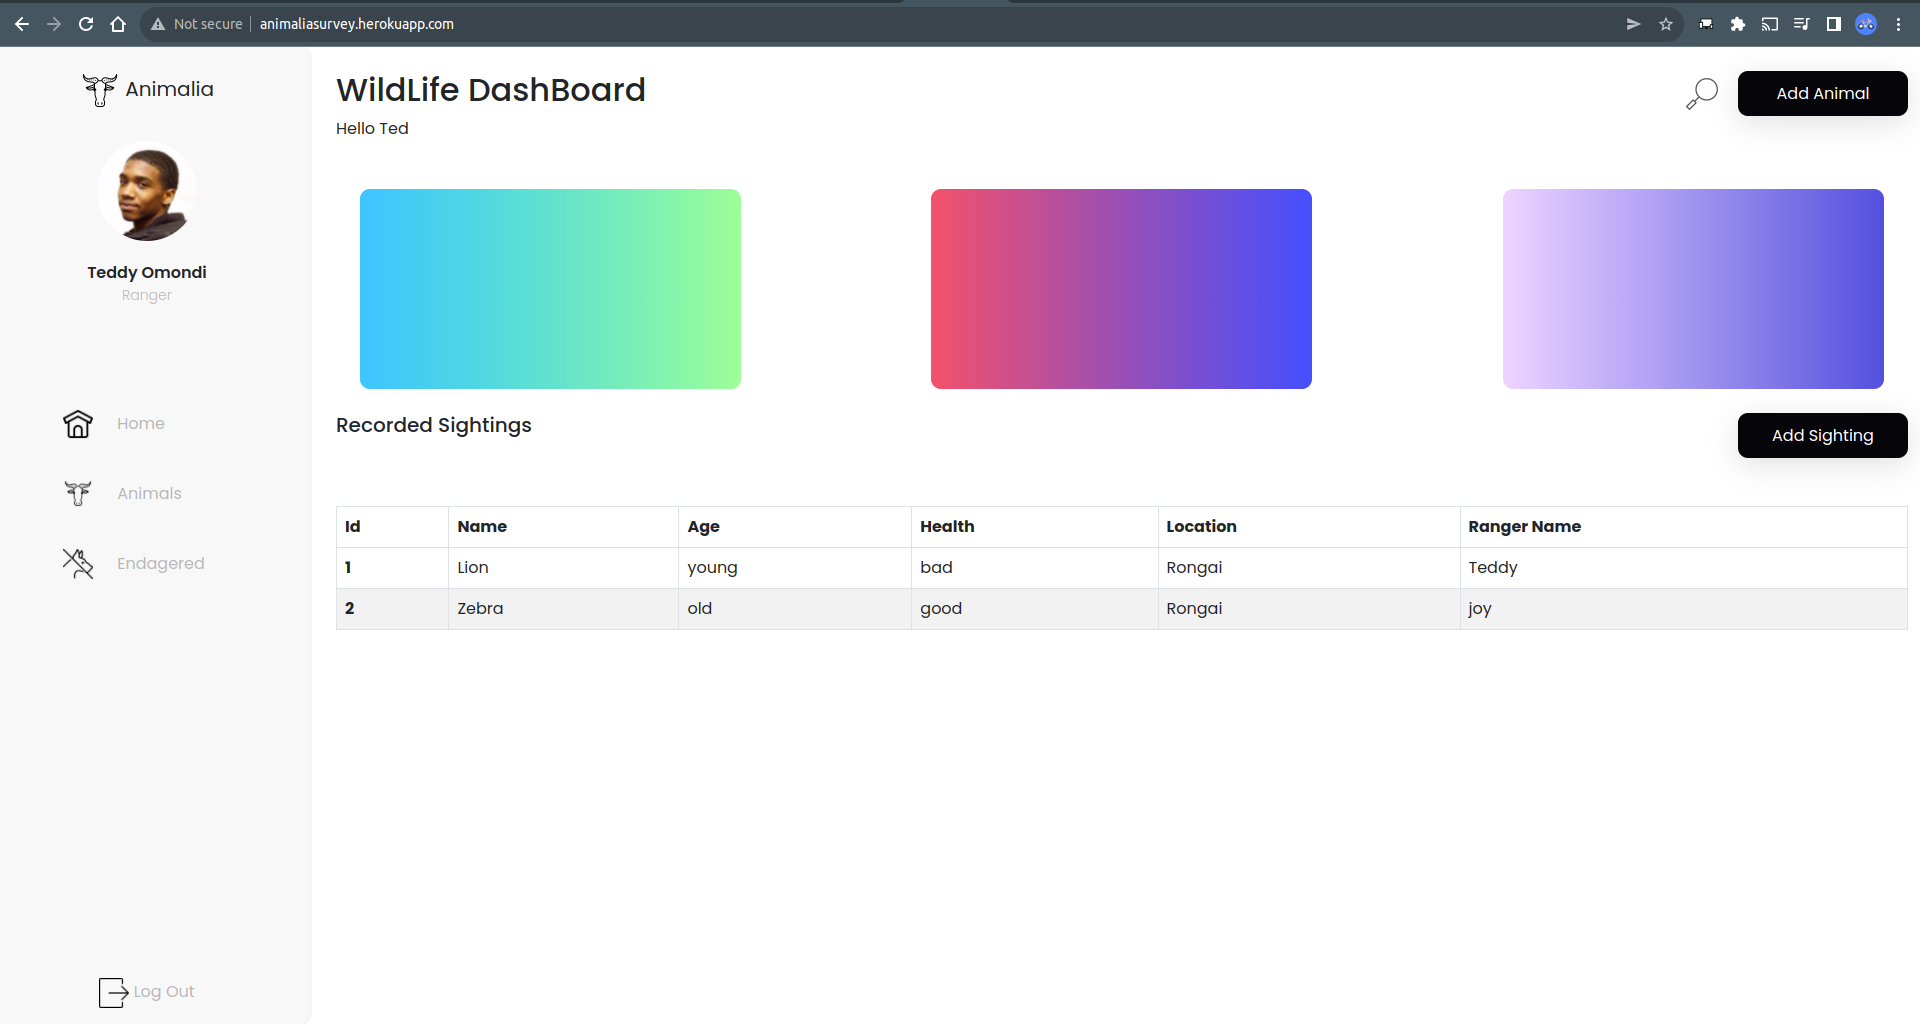 Not secure | animaliasurvey.herokuapp.com
Animalia
Teddy Omondi
Ranger
Home
Animals
Endagered
Log Out
WildLife DashBoard
Hello Ted
Add Animal
Recorded Sightings
Add Sighting
Id Name Age Health Location Ranger Name
1 Lion young bad Rongai Teddy
2 Zebra old good Rongai joy